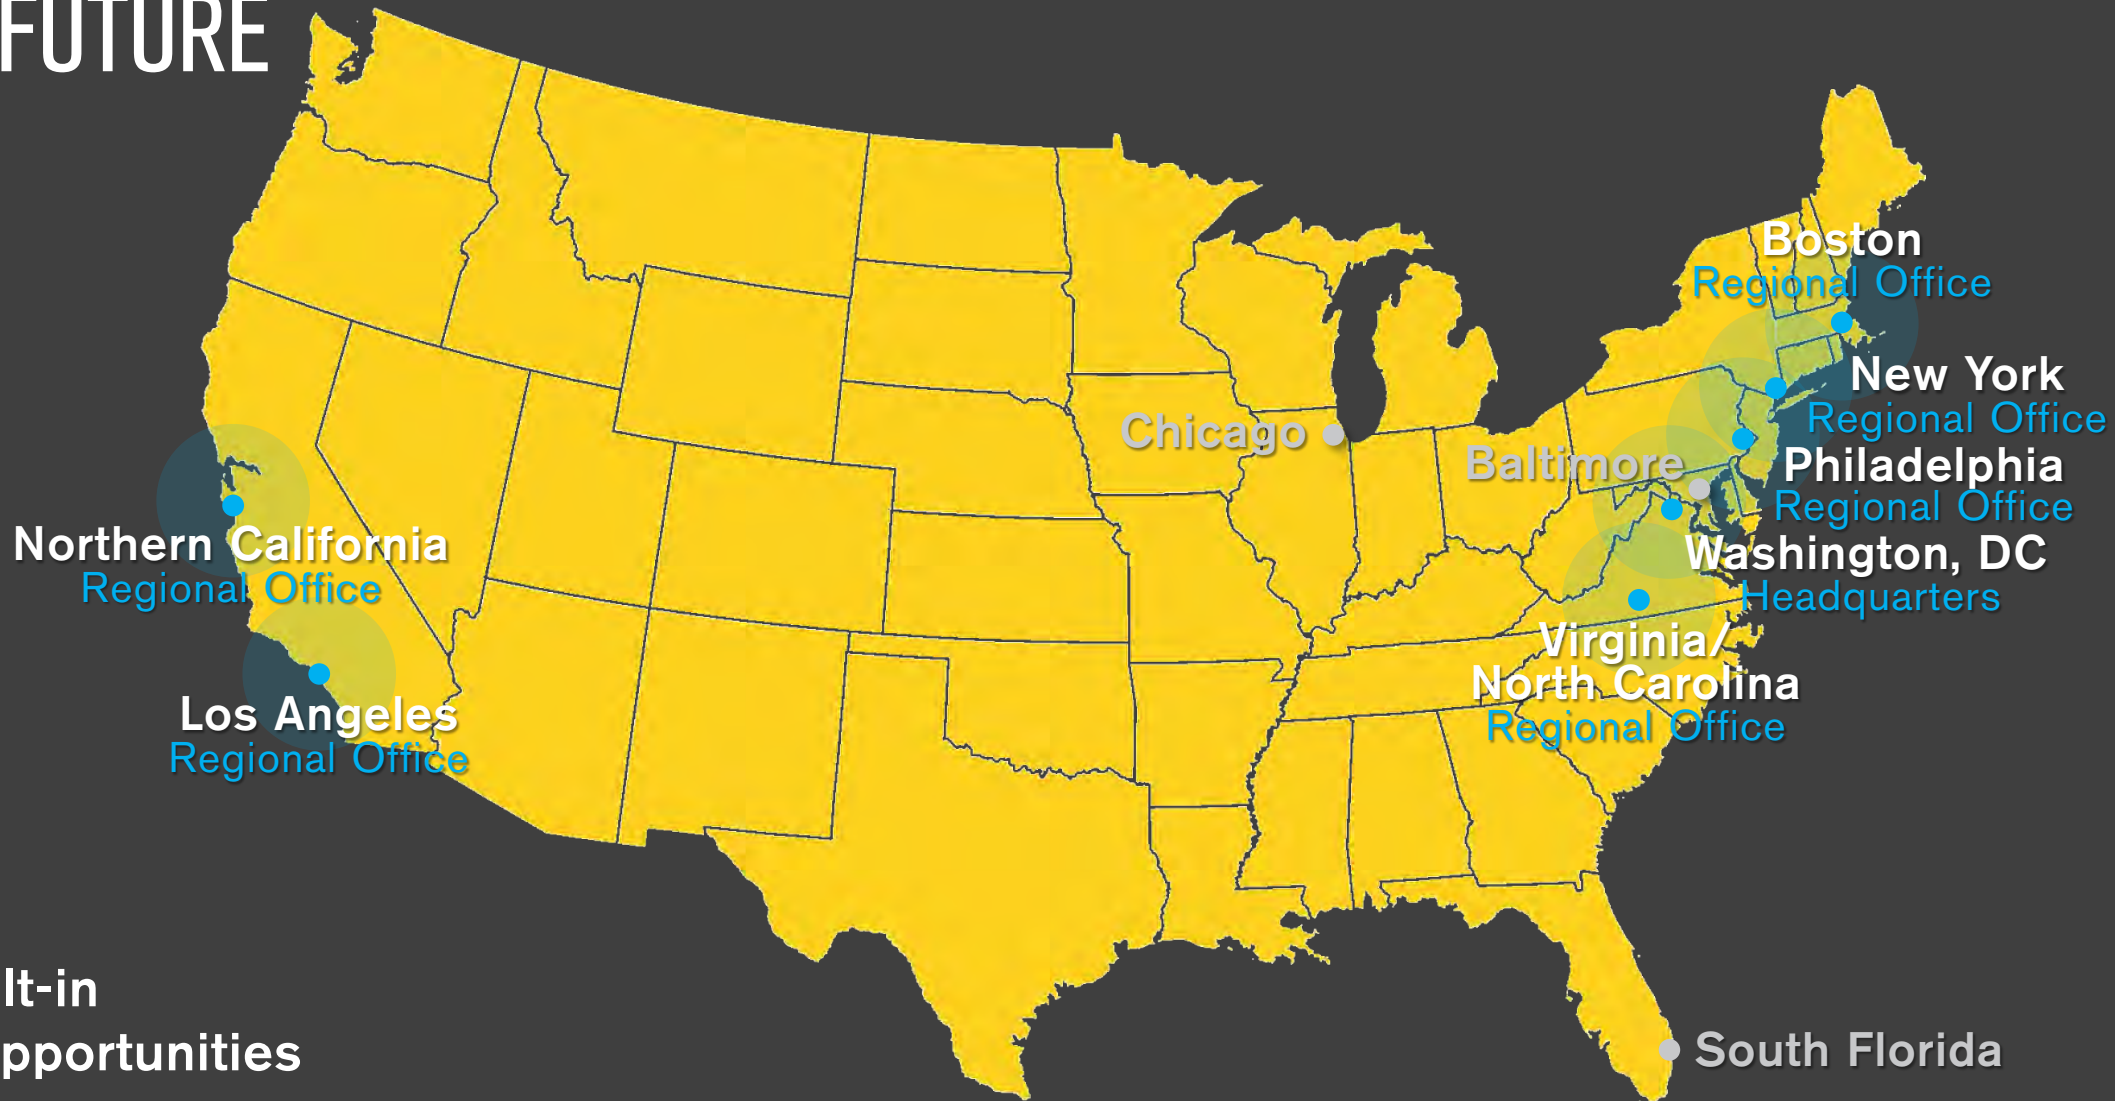 FUTURE
Boston
Regional Office
New York
Regional Office
Chicago
Baltimore
Philadelphia
Regional Office
Washington, DC
Headquarters
Northern California
Regional Office
Virginia/
North Carolina
Regional Office
Los Angeles
Regional Office
lt-in
pportunities
South Florida